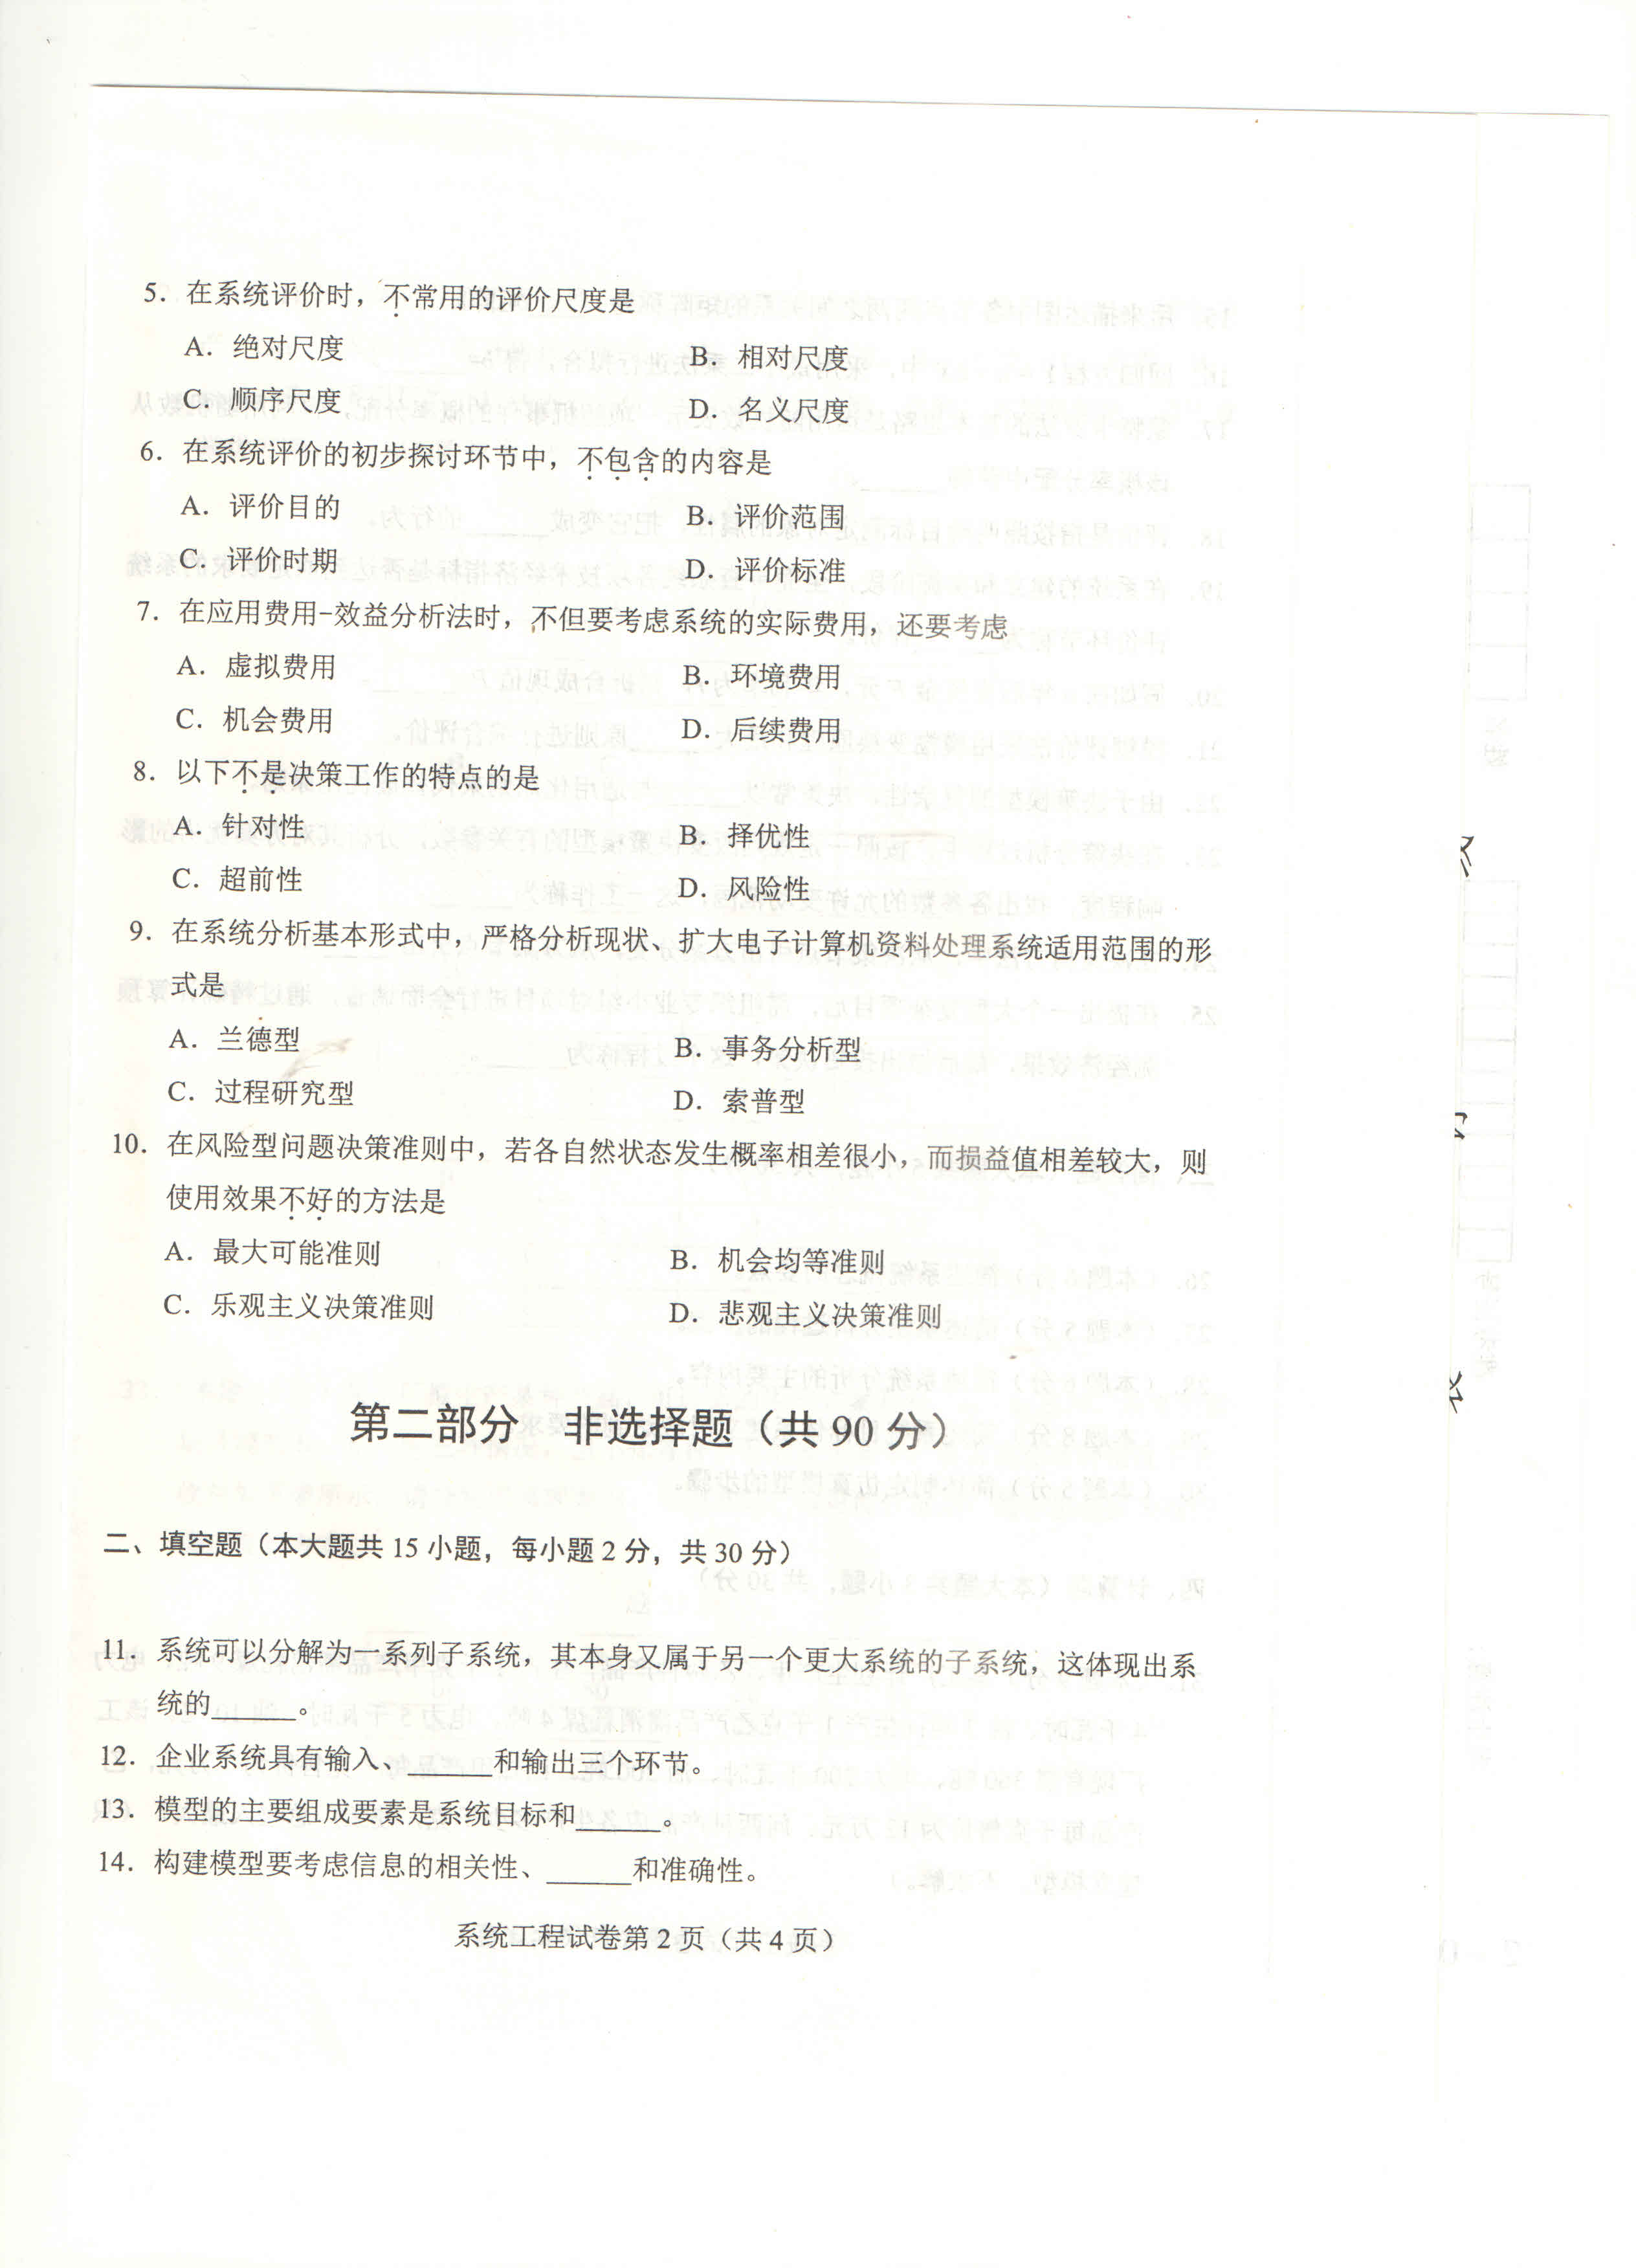 5．在系统评价时，不常用的评价尺度是
A．绝对尺度 B．相对尺度
C．顺序尺度 D．名义尺度
6．在系统评价的初步探讨环节中，不包含的内容是
A．评价目的 B．评价范围
C．评价时期 D．评价标准
7．在应用费用-效益分析法时，不但要考虑系统的实际费用，还要考虑
A．虚拟费用 B．环境费用
C．机会费用 D．后续费用
8．以下不是决策工作的特点的是
A．针对性 B．择优性
C．超前性 D．风险性
9．在系统分析基本形式中，严格分析现状、扩大电子计算机资料处理系统适用范围的形
式是
A．兰德型 B．事务分析型
C．过程研究型 D．索普型
10．在风险型问题决策准则中，若各自然状态发生概率相差很小，而损益值相差较大，则
使用效果不好的方法是
A．最大可能准则 B．机会均等准则
C．乐观主义决策准则 D．悲观主义决策准则
第二部分 非选择题（共 90 分）
二、填空题（本大题共 15 小题，每小题 2 分，共 30 分）
11．系统可以分解为一系列子系统，其本身又属于另一个更大系统的子系统，这体现出系
统的______。
12．企业系统具有输入、______和输出三个环节。
13．模型的主要组成要素是系统目标和______。
14．构建模型要考虑信息的相关性、______和准确性。
系统工程试卷第 2 页（共 4 页）